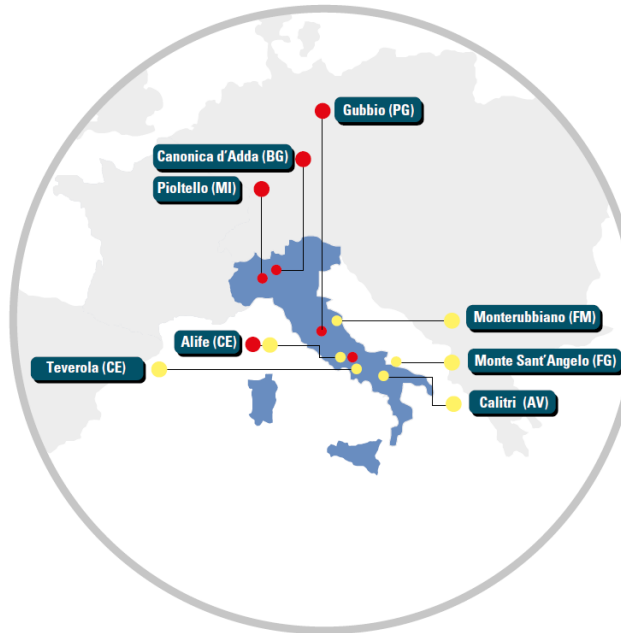 Gubbio (PG)
Canonica d'Adda (BG)
Pioltello (MI)
Monterubbiano (FM)
Alife (CE)
Teverola (CE)
Monte Sant'Angelo (FG)
Calitri (AV)